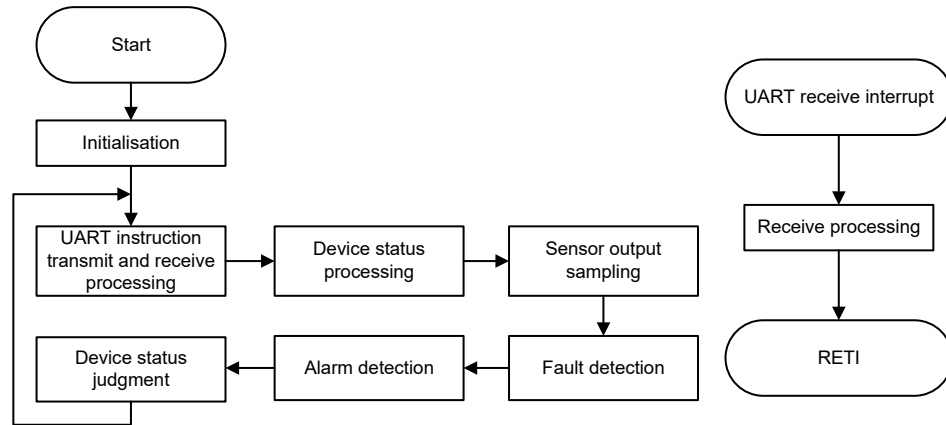 Start
Initialisation
UART instruction
transmit and receive
processing
Device status
processing
Sensor output
sampling
Fault detection
Alarm detection
Device status
judgment
UART receive interrupt
Receive processing
RETI